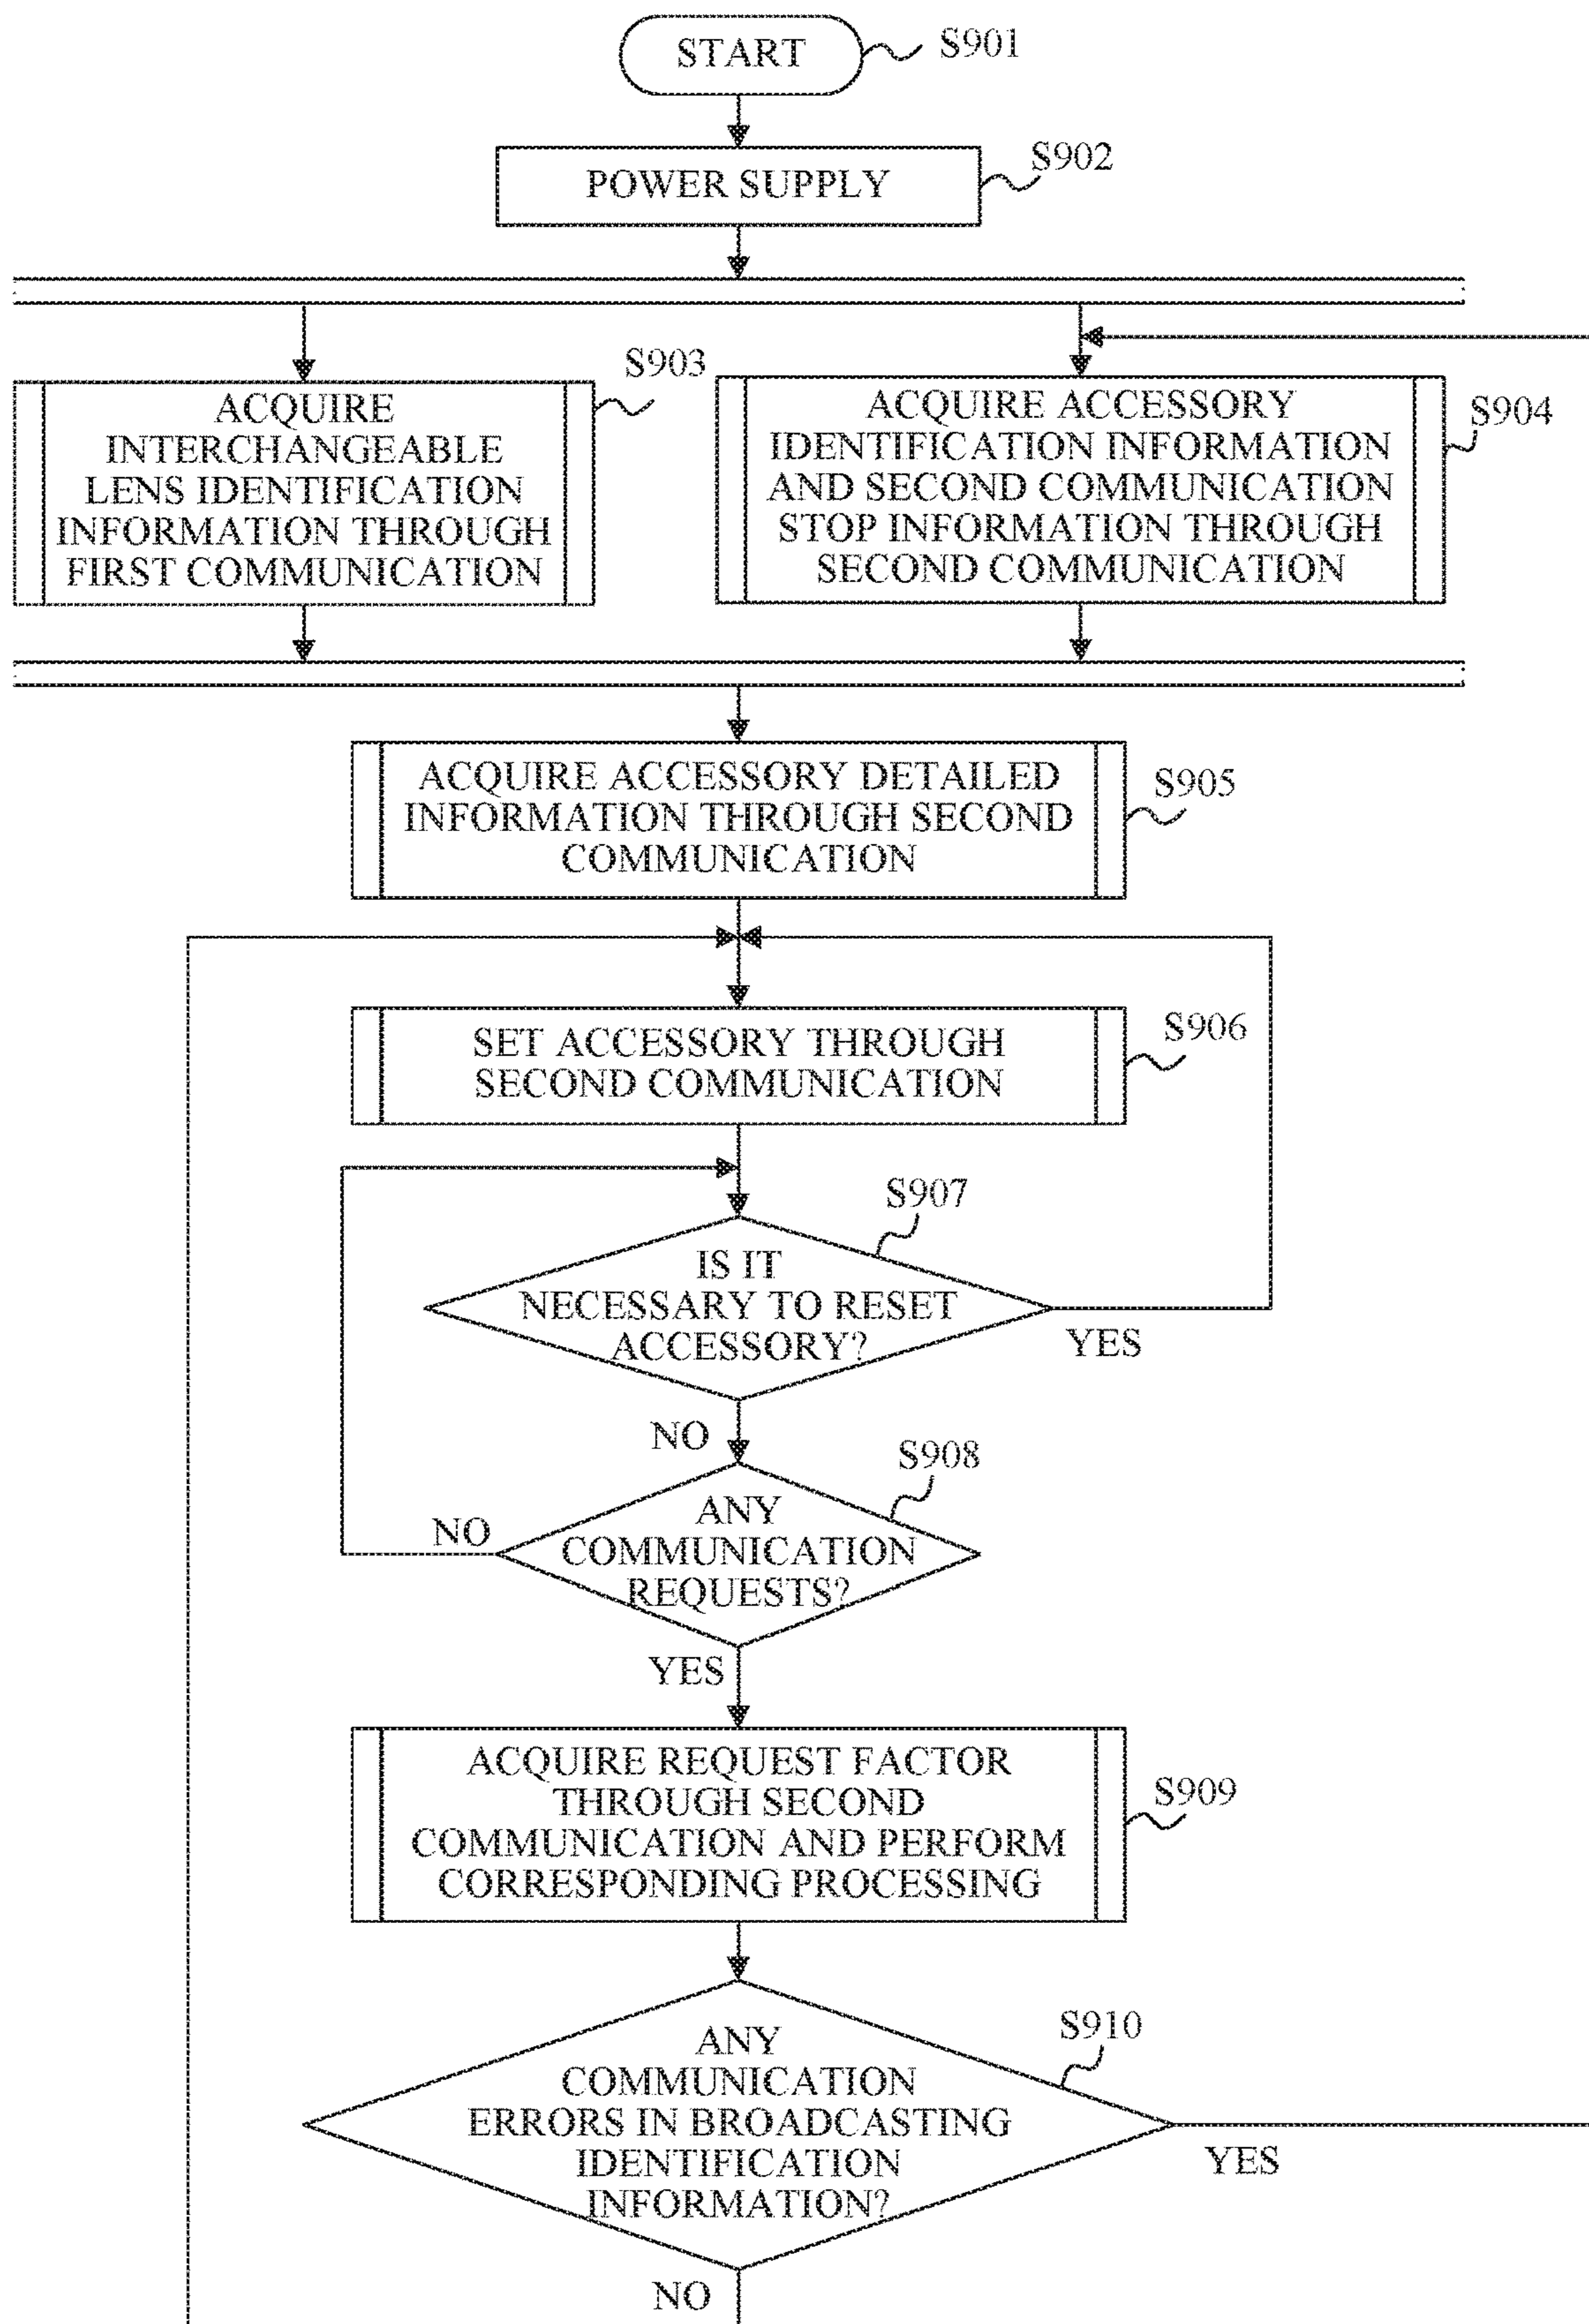 START
S901
POWER SUPPLY
S902
ACQUIRE
INTERCHANGEABLE
LENS IDENTIFICATION
INFORMATION THROUGH
FIRST COMMUNICATION
S903
ACQUIRE ACCESSORY
IDENTIFICATION INFORMATION
AND SECOND COMMUNICATION
STOP INFORMATION THROUGH
SECOND COMMUNICATION
S904
ACQUIRE ACCESSORY DETAILED
INFORMATION THROUGH SECOND
COMMUNICATION
S905
SET ACCESSORY THROUGH
SECOND COMMUNICATION
S906
S907
IS IT
NECESSARY TO RESET
ACCESSORY?
YES
NO
S908
ANY
COMMUNICATION
REQUESTS?
NO
YES
ACQUIRE REQUEST FACTOR
THROUGH SECOND
COMMUNICATION AND PERFORM
CORRESPONDING PROCESSING
S909
S910
ANY
COMMUNICATION
ERRORS IN BROADCASTING
IDENTIFICATION
INFORMATION?
YES
NO